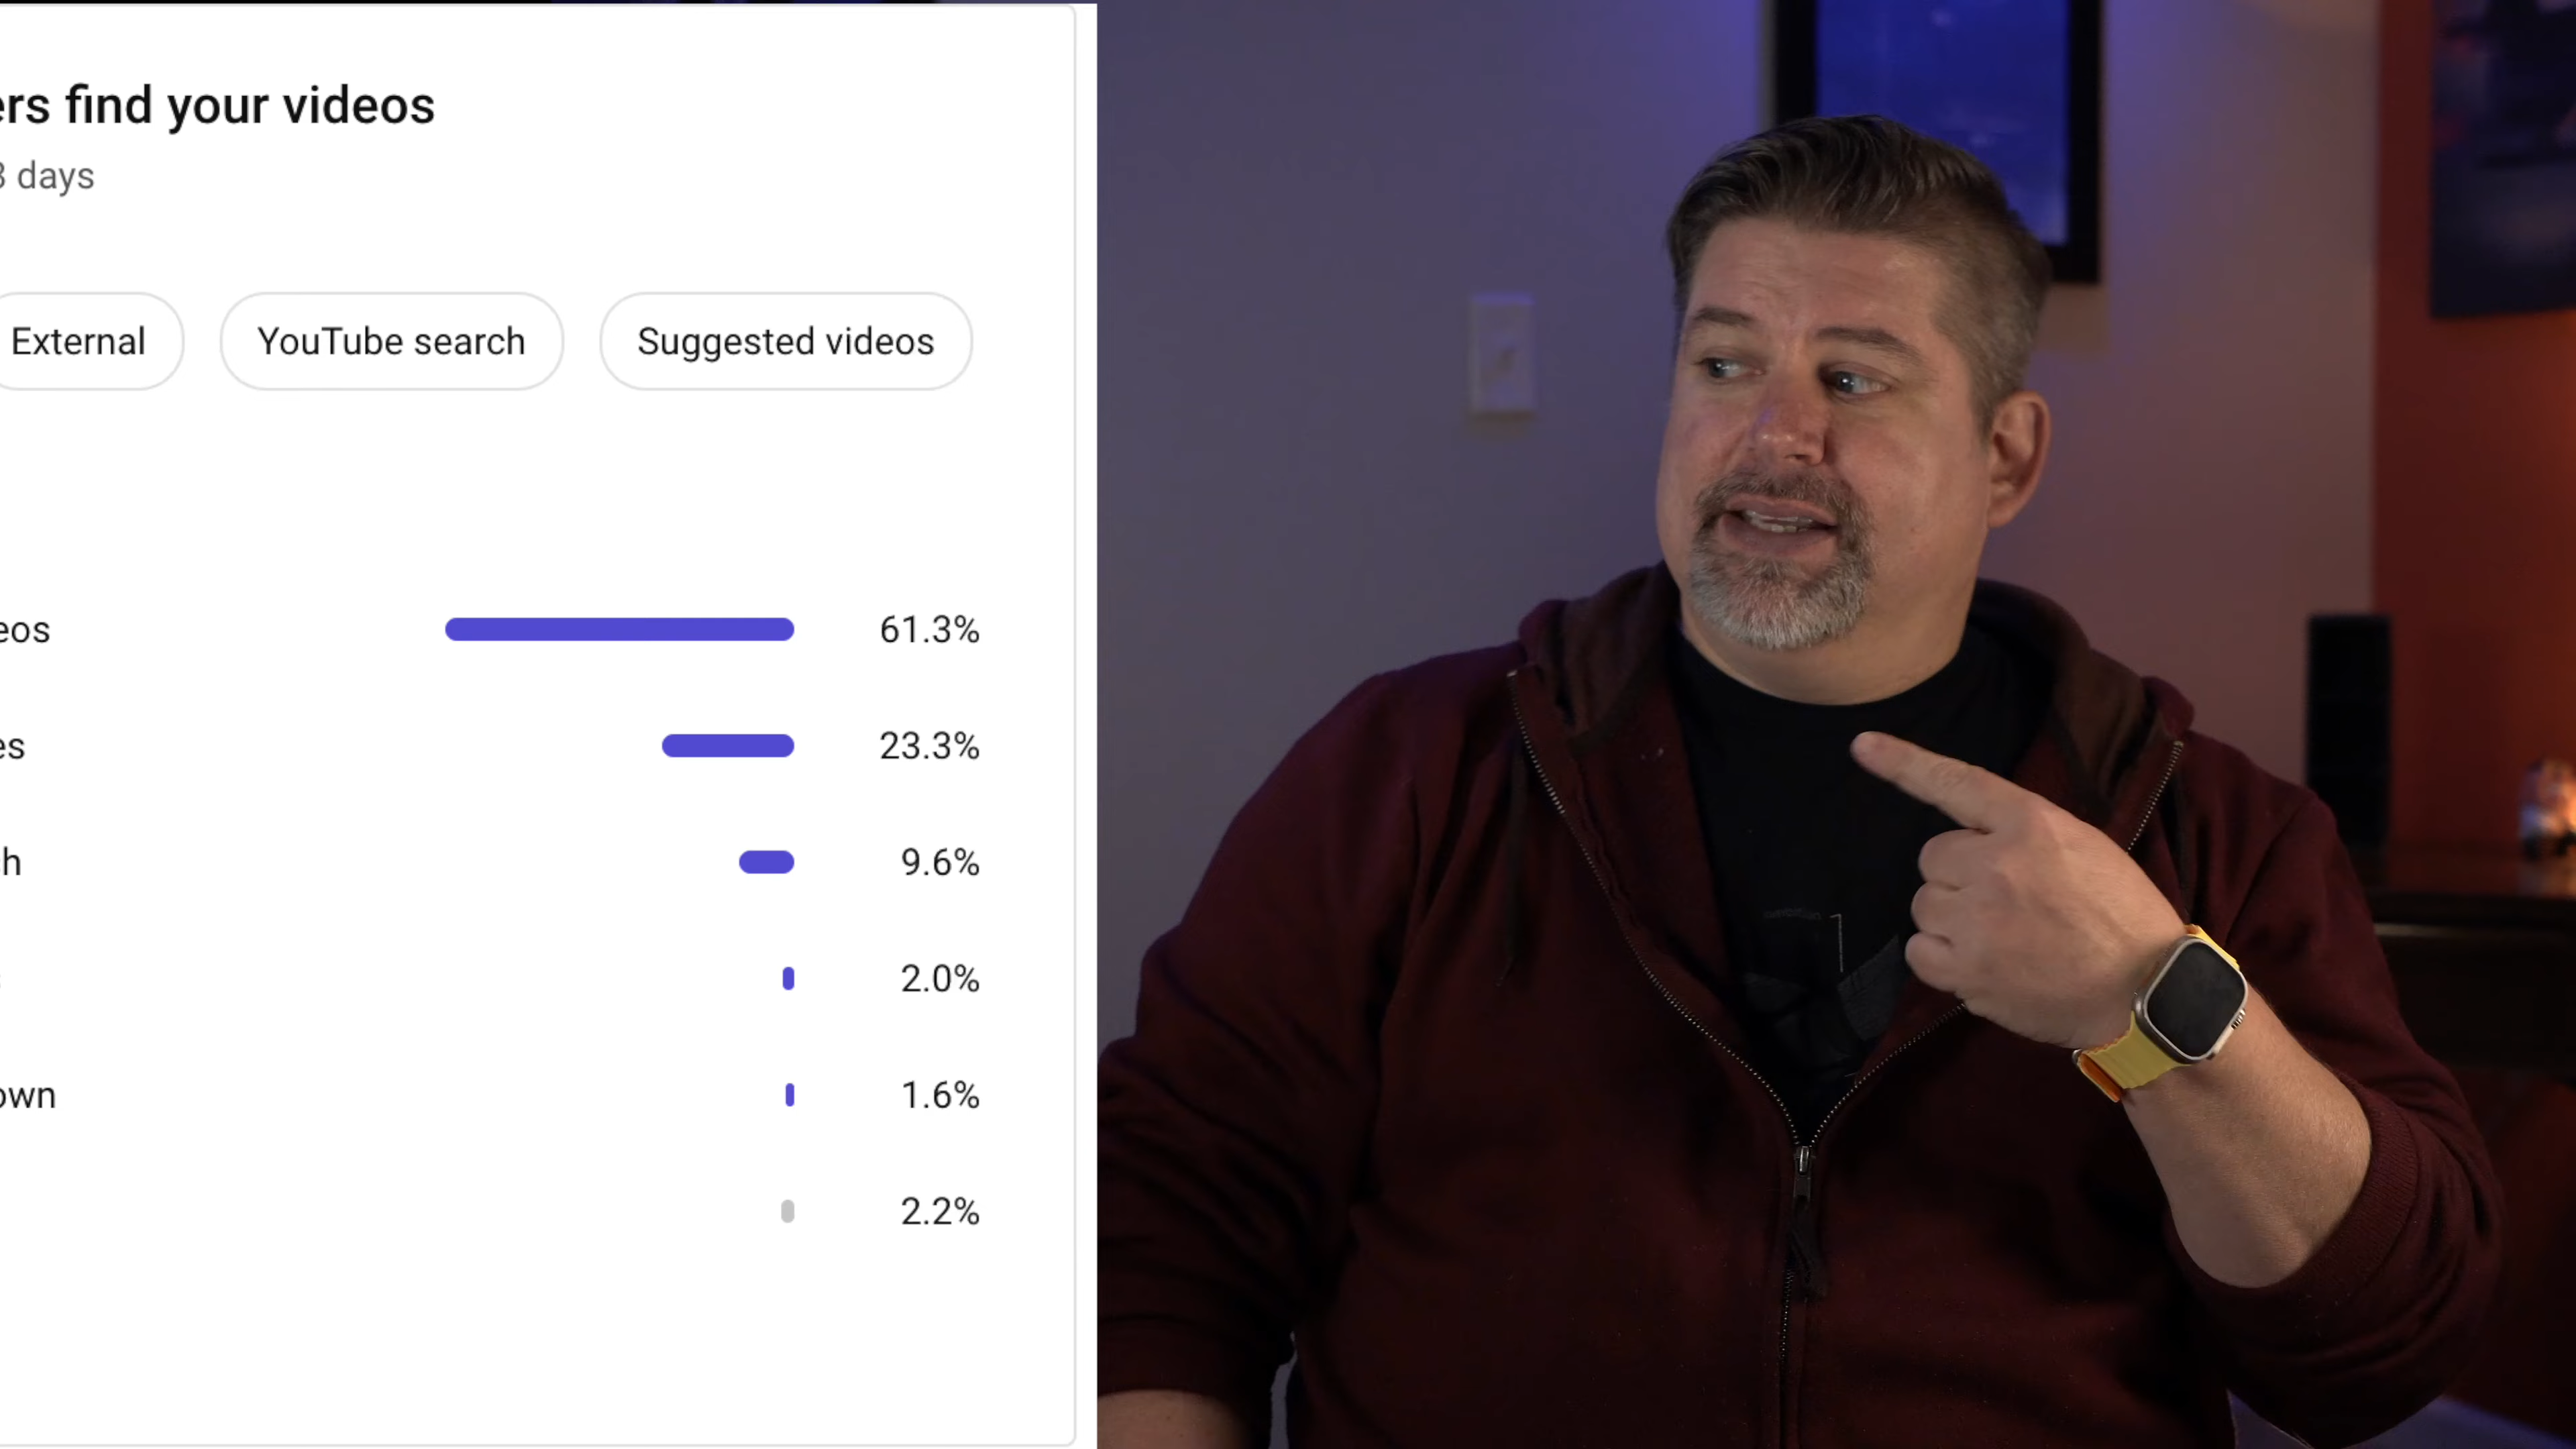 ers find your videos
8 days
External
YouTube search
Suggested videos
eos 61.3%
es 23.3%
h 9.6%
2.0%
own 1.6%
2.2%